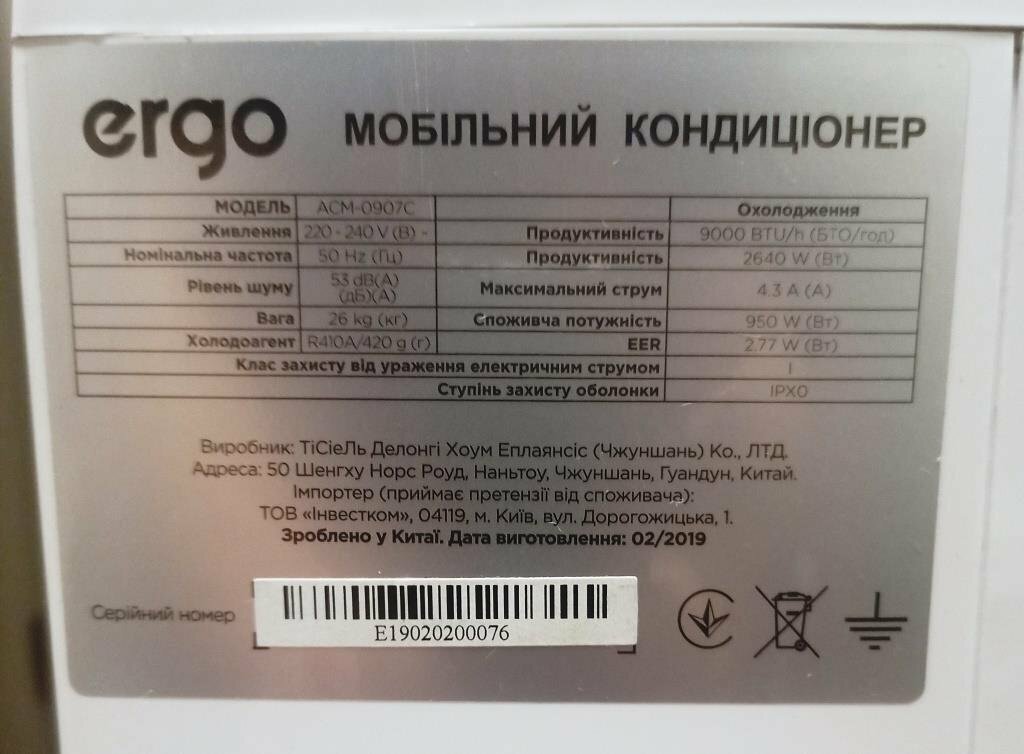 ergo МОБІЛЬНИЙ КОНДИЦІОНЕР
МОДЕЛЬ ACM-0907C Охолодження
Живлення 220 - 240 V (В) ~ Продуктивність 9000 BTU/h (БТО/год)
Номінальна частота 50 Hz (Гц) Продуктивність 2640 W (Вт)
Рівень шуму 53 dB(A) (дБ)(А) Максимальний струм 4.3 A (А)
Вага 26 kg (кг) Споживча потужність 950 W (Вт)
Холодоагент R410A/420 g (г) EER 2.77 W (Вт)
Клас захисту від ураження електричним струмом I
Ступінь захисту оболонки IPX0
Виробник: ТіСіеЛь Делонгі Хоум Еплаянсіс (Чжуншань) Ко., ЛТД.
Адреса: 50 Шенгху Норс Роуд, Наньтоу, Чжуншань, Гуандун, Китай.
Імпортер (приймає претензії від споживача):
ТОВ «Інвестком», 04119, м. Київ, вул. Дорогожицька, 1.
Зроблено у Китаї. Дата виготовлення: 02/2019
Серійний номер
E19020200076